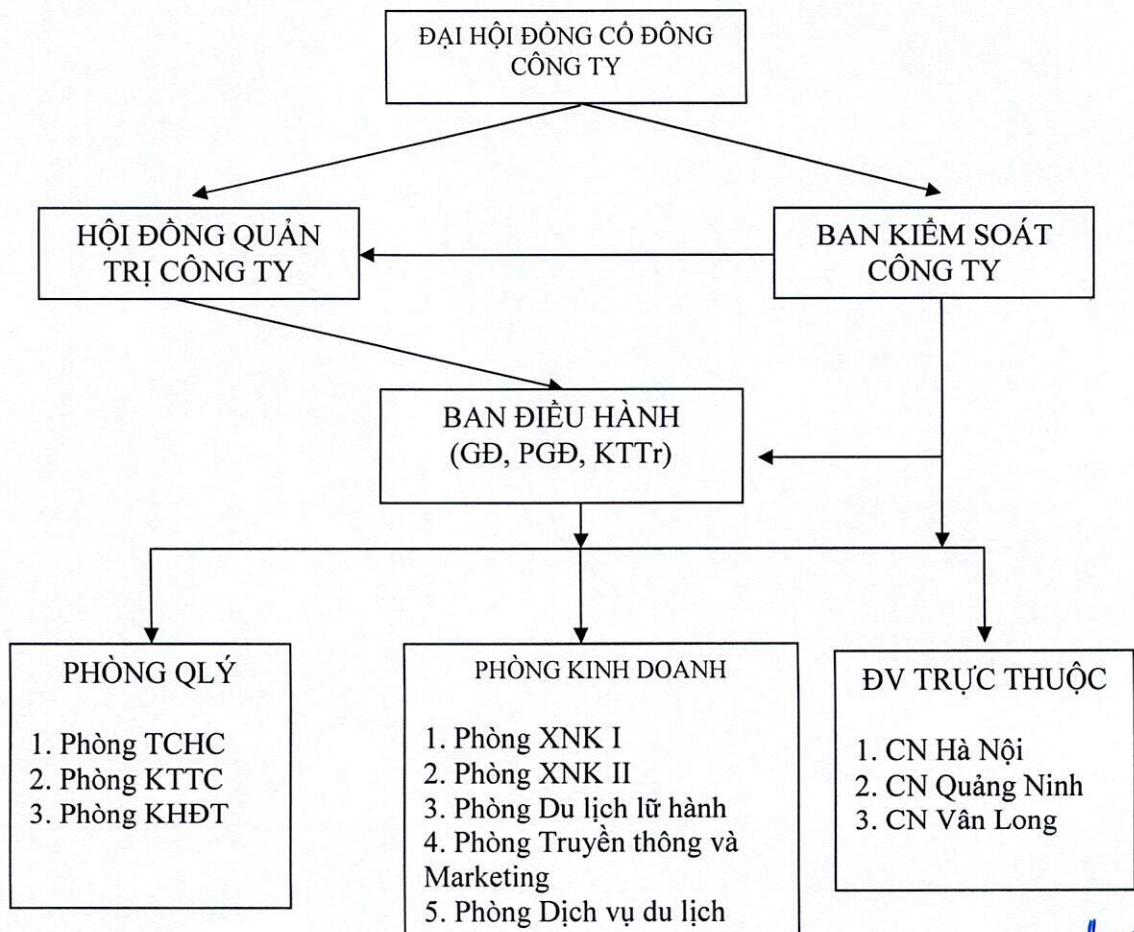 ĐẠI HỘI ĐỒNG CỔ ĐÔNG
CÔNG TY
HỘI ĐỒNG QUẢN
TRỊ CÔNG TY
BAN KIỂM SOÁT
CÔNG TY
BAN ĐIỀU HÀNH
(GĐ, PGĐ, KTTr)
PHÒNG QLÝ
1. Phòng TCHC
2. Phòng KTTC
3. Phòng KHĐT
PHÒNG KINH DOANH
1. Phòng XNK I
2. Phòng XNK II
3. Phòng Du lịch lữ hành
4. Phòng Truyền thông và
Marketing
5. Phòng Dịch vụ du lịch
ĐV TRỰC THUỘC
1. CN Hà Nội
2. CN Quảng Ninh
3. CN Vân Long